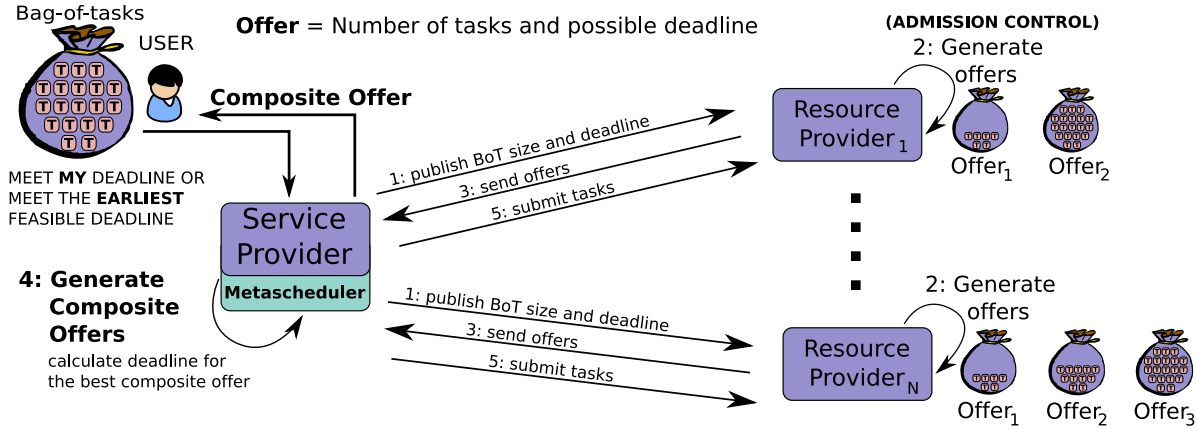 Bag-of-tasks
USER
Offer = Number of tasks and possible deadline
(ADMISSION CONTROL)
2: Generate
offers
T T T
T T T T T
T T T T T
T T T T
T T
Composite Offer
MEET MY DEADLINE OR
MEET THE EARLIEST
FEASIBLE DEADLINE
1: publish BoT size and deadline
3: send offers
5: submit tasks
Resource
Provider1
T T T T
Offer1
T T T
T T T T T
T T T T T
T T T T
T T
Offer2
Service
Provider
Metascheduler
4: Generate
Composite
Offers
calculate deadline for
the best composite offer
1: publish BoT size and deadline
3: send offers
5: submit tasks
2: Generate
offers
Resource
ProviderN
T T T T
T T
Offer1
T T T T T
T T T T
T T
Offer2
T T T
T T T T T
T T T T T
T T T T
T T
Offer3